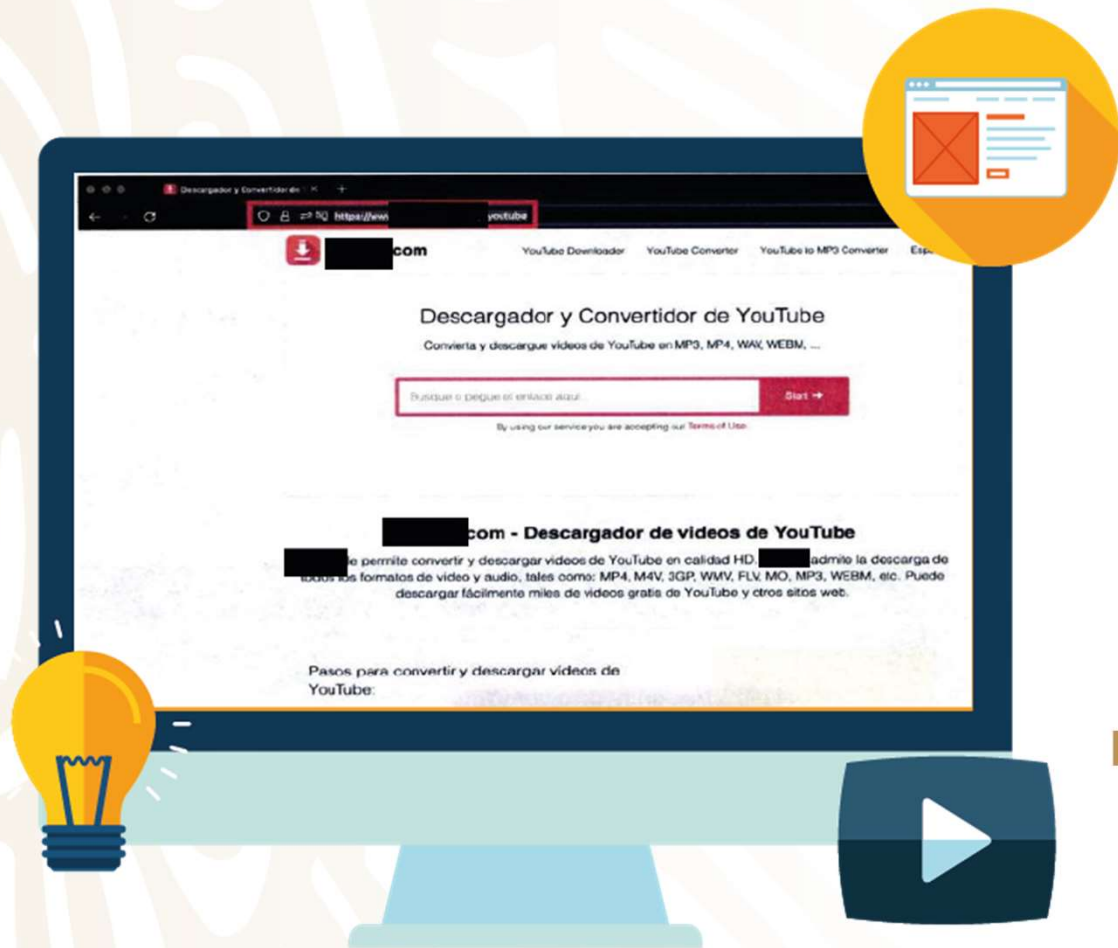 Descargador y Convertidor de
https://www
youtube
com
YouTube Downloader YouTube Converter YouTube to MP3 Converter
Descargador y Convertidor de YouTube
Convierta y descargue videos de YouTube en MP3, MP4, WAV, WEBM, ...
Busque o pegue el enlace aquí... Start →
By using our service you are accepting our Terms of Use.
com - Descargador de videos de YouTube
e permite convertir y descargar videos de YouTube en calidad HD. admite la descarga de
todos los formatos de video y audio, tales como: MP4, M4V, 3GP, WMV, FLV, MO, MP3, WEBM, etc. Puede
descargar fácilmente miles de videos gratis de YouTube y otros sitios web.
Pasos para convertir y descargar videos de
YouTube: